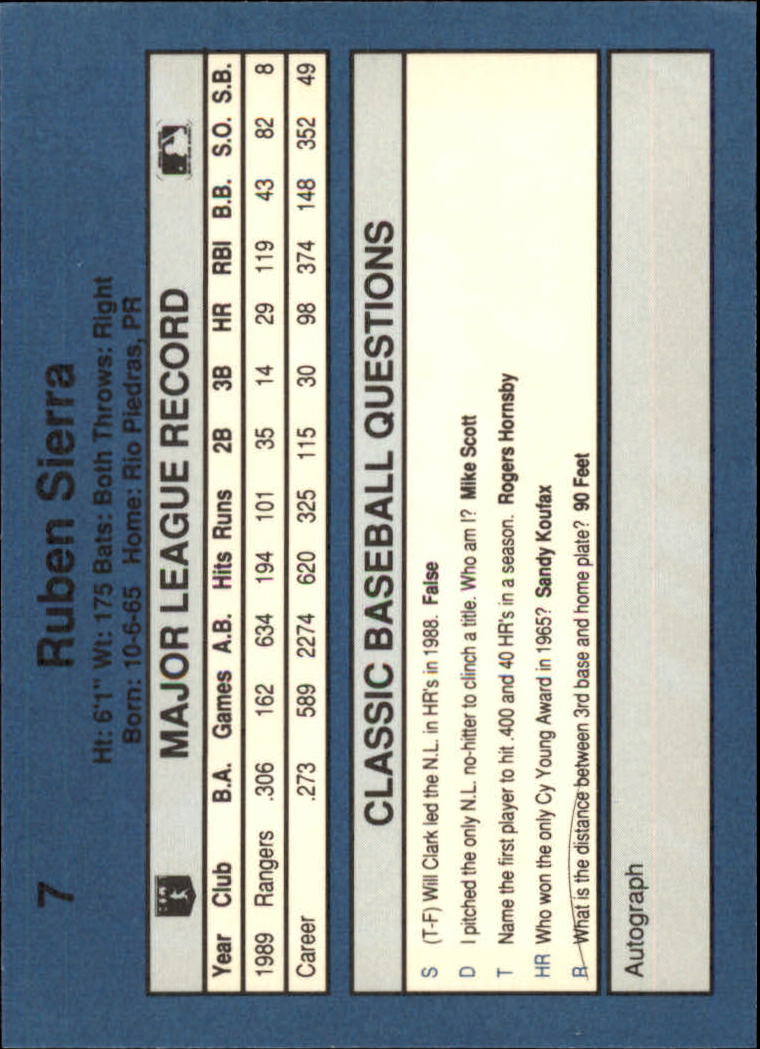 7 Ruben Sierra
Ht: 6'1" Wt: 175 Bats: Both Throws: Right
Born: 10-6-65 Home: Rio Piedras, PR
MAJOR LEAGUE RECORD
Year Club B.A. Games A.B. Hits Runs 2B 3B HR RBI B.B. S.O. S.B.
1989 Rangers .306 162 634 194 101 35 14 29 119 43 82 8
Career .273 589 2274 620 325 115 30 98 374 148 352 49
CLASSIC BASEBALL QUESTIONS
S (T-F) Will Clark led the N.L. in HR's in 1988. False
D I pitched the only N.L. no-hitter to clinch a title. Who am I? Mike Scott
T Name the first player to hit .400 and 40 HR's in a season. Rogers Hornsby
HR Who won the only Cy Young Award in 1965? Sandy Koufax
B What is the distance between 3rd base and home plate? 90 Feet
Autograph